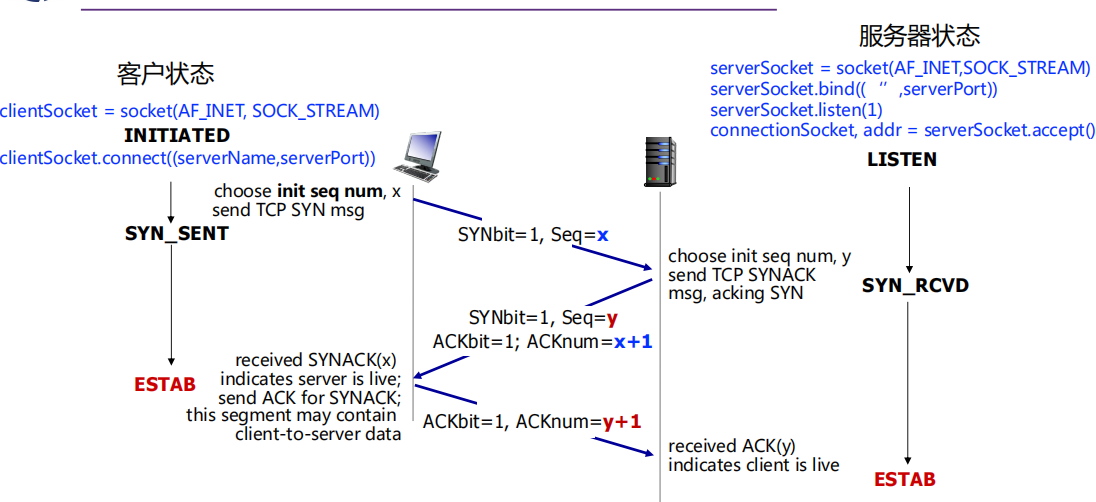 服务器状态
serverSocket = socket(AF_INET,SOCK_STREAM)
serverSocket.bind(( “ ,serverPort))
serverSocket.listen(1)
connectionSocket, addr = serverSocket.accept()
LISTEN
客户状态
clientSocket = socket(AF_INET, SOCK_STREAM)
INITIATED
clientSocket.connect((serverName,serverPort))
choose init seq num, x
send TCP SYN msg
SYN_SENT
SYNbit=1, Seq=x
choose init seq num, y
send TCP SYNACK
msg, acking SYN
SYN_RCVD
SYNbit=1, Seq=y
ACKbit=1; ACKnum=x+1
received SYNACK(x)
indicates server is live;
send ACK for SYNACK;
this segment may contain
client-to-server data
ESTAB
ACKbit=1, ACKnum=y+1
received ACK(y)
indicates client is live
ESTAB